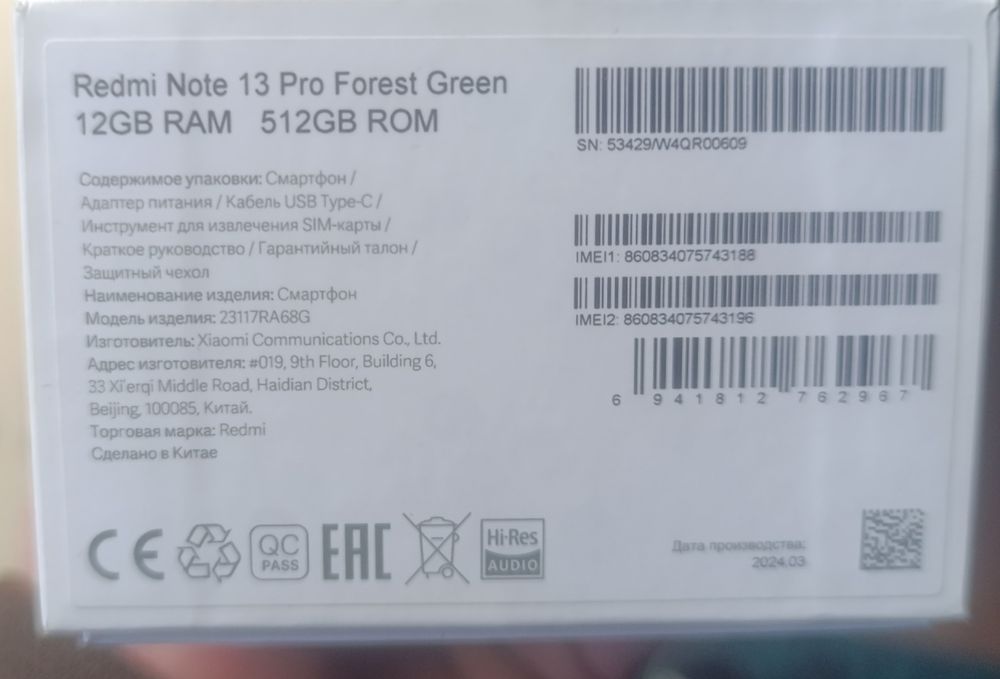 Redmi Note 13 Pro Forest Green
12GB RAM 512GB ROM
Содержимое упаковки: Смартфон /
Адаптер питания / Кабель USB Type-C /
Инструмент для извлечения SIM-карты /
Краткое руководство / Гарантийный талон /
Защитный чехол
Наименование изделия: Смартфон
Модель изделия: 23117RA68G
Изготовитель: Xiaomi Communications Co., Ltd.
Адрес изготовителя: #019, 9th Floor, Building 6,
33 Xi'erqi Middle Road, Haidian District,
Beijing, 100085, Китай.
Торговая марка: Redmi
Сделано в Китае
SN: 53429/W4QR00609
IMEI1: 860834075743188
IMEI2: 860834075743196
6 941812 762967
CE
QC
PASS
EAC
Hi-Res
AUDIO
Дата производства:
2024.03